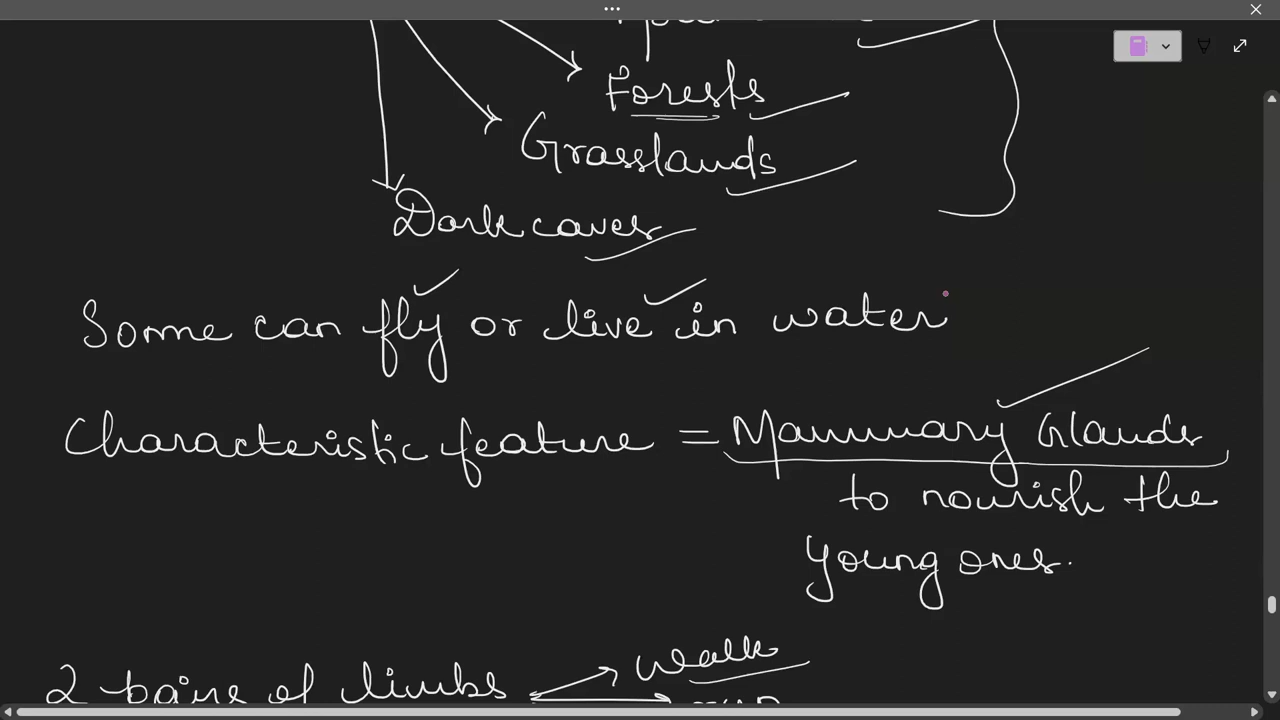 Forests
Grasslands
Dark caves
Some can fly or live in water
Characteristic feature = Mammary Glands
to nourish the
young ones.
walk
2 pairs of limbs